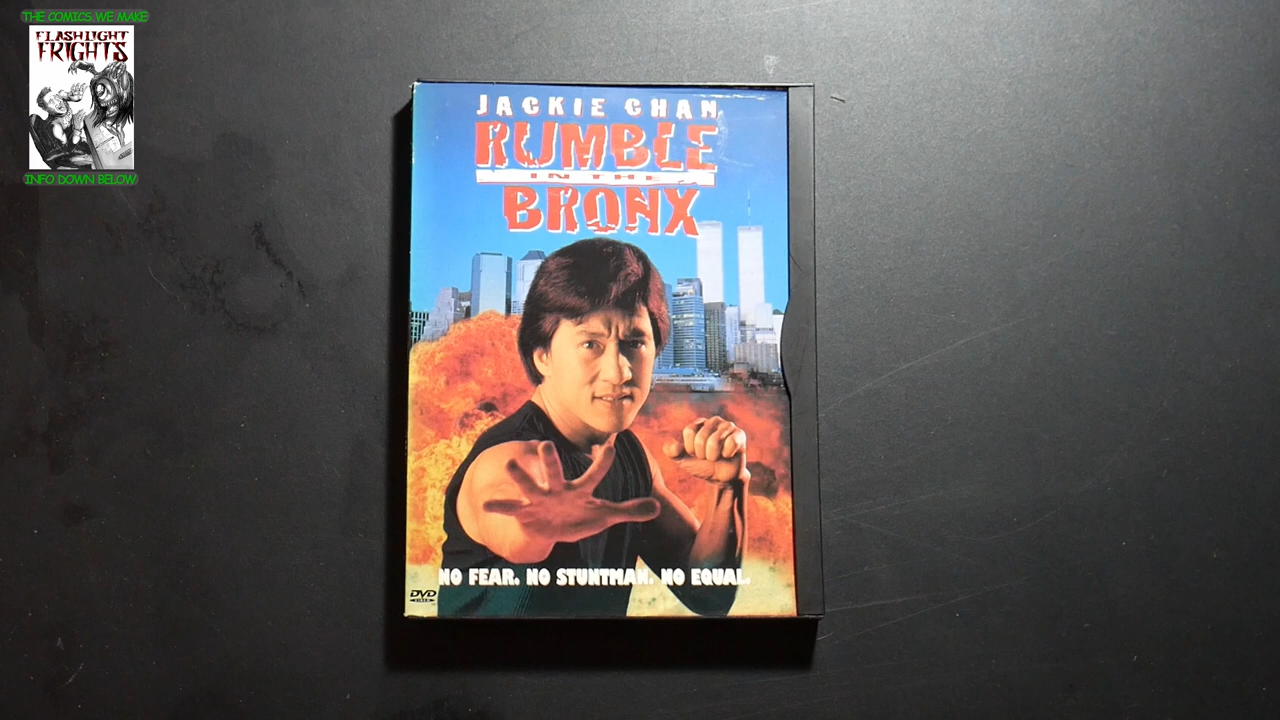 THE COMICS WE MAKE
FLASHLIGHT
FRIGHTS
INFO DOWN BELOW
JACKIE CHAN
RUMBLE
IN THE
BRONX
NO FEAR. NO STUNTMAN. NO EQUAL.
DVD
VIDEO